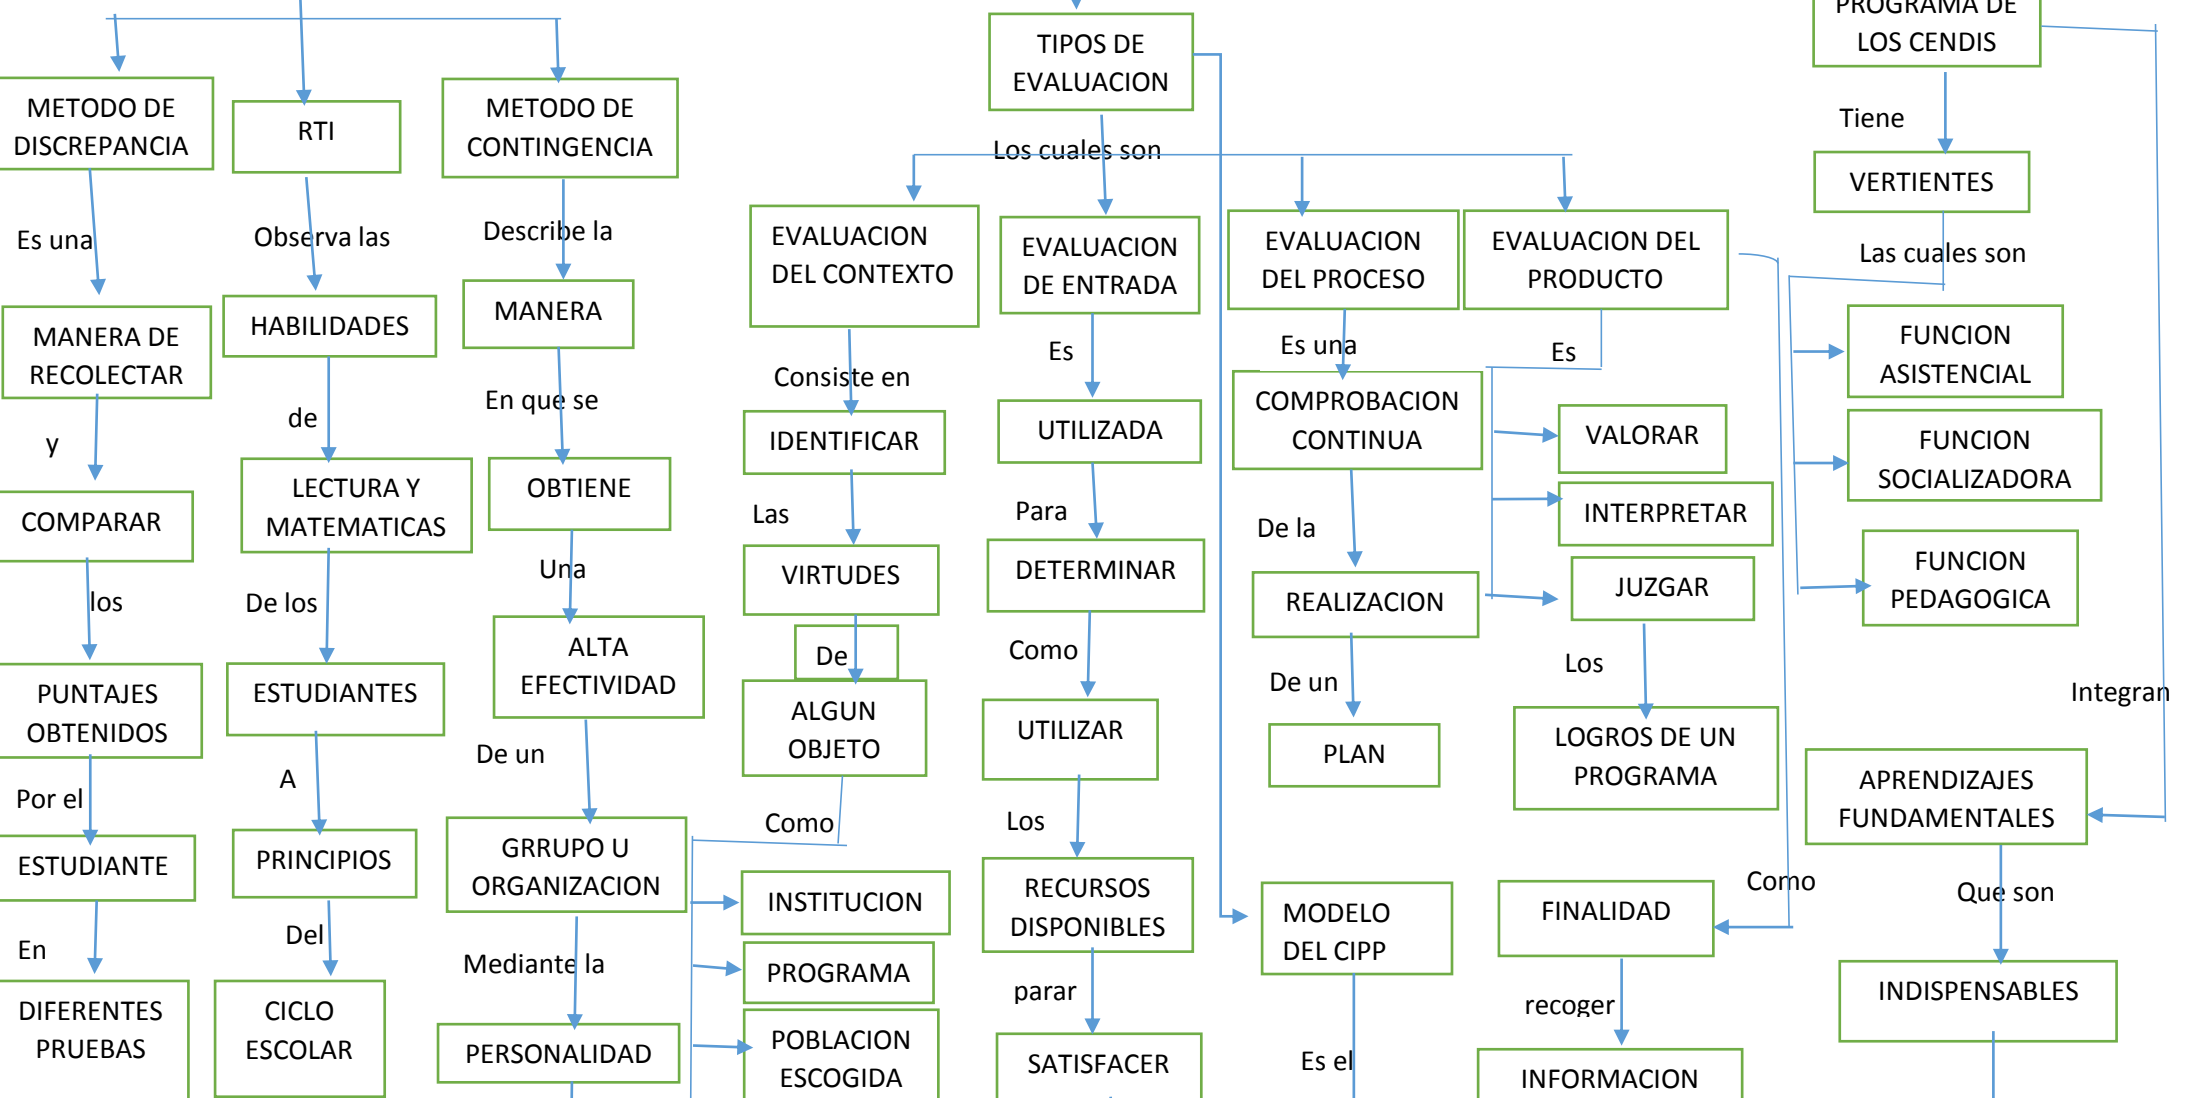 METODO DE
DISCREPANCIA
Es una
MANERA DE
RECOLECTAR
y
COMPARAR
los
PUNTAJES
OBTENIDOS
Por el
ESTUDIANTE
En
DIFERENTES
PRUEBAS
RTI
Observa las
HABILIDADES
de
LECTURA Y
MATEMATICAS
De los
ESTUDIANTES
A
PRINCIPIOS
Del
CICLO
ESCOLAR
METODO DE
CONTINGENCIA
Describe la
MANERA
En que se
OBTIENE
Una
ALTA
EFECTIVIDAD
De un
GRRUPO U
ORGANIZACION
Mediante la
PERSONALIDAD
TIPOS DE
EVALUACION
Los cuales son
EVALUACION
DEL CONTEXTO
Consiste en
IDENTIFICAR
Las
VIRTUDES
De
ALGUN
OBJETO
Como
INSTITUCION
PROGRAMA
POBLACION
ESCOGIDA
EVALUACION
DE ENTRADA
Es
UTILIZADA
Para
DETERMINAR
Como
UTILIZAR
Los
RECURSOS
DISPONIBLES
parar
SATISFACER
EVALUACION
DEL PROCESO
Es una
COMPROBACION
CONTINUA
De la
REALIZACION
De un
PLAN
MODELO
DEL CIPP
Es el
EVALUACION DEL
PRODUCTO
Es
VALORAR
INTERPRETAR
JUZGAR
Los
LOGROS DE UN
PROGRAMA
Como
FINALIDAD
recoger
INFORMACION
PROGRAMA DE
LOS CENDIS
Tiene
VERTIENTES
Las cuales son
FUNCION
ASISTENCIAL
FUNCION
SOCIALIZADORA
FUNCION
PEDAGOGICA
Integran
APRENDIZAJES
FUNDAMENTALES
Que son
INDISPENSABLES